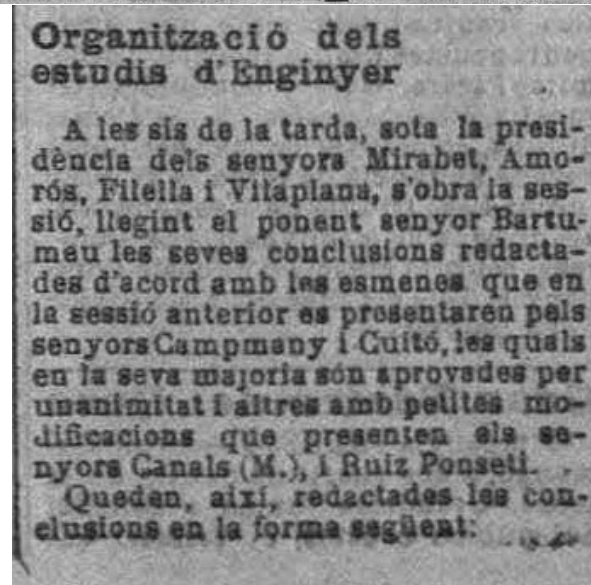 Organització dels
estudis d'Enginyer
A les sis de la tarda, sota la presi-
dència dels senyors Mirabet, Amo-
rós, Filella i Vilaplana, s'obra la ses-
sió, llegint el ponent senyor Bartu-
meu les seves conclusions redacta-
des d'acord amb les esmenes que en
la sessió anterior es presentaren pels
senyors Campmany i Cuitó, les quals
en la seva majoria són aprovades per
unanimitat i altres amb petites mo-
dificacions que presenten els se-
nyors Canals (M.), i Ruiz Ponseti.
Queden, així, redactades les con-
clusions en la forma següent: